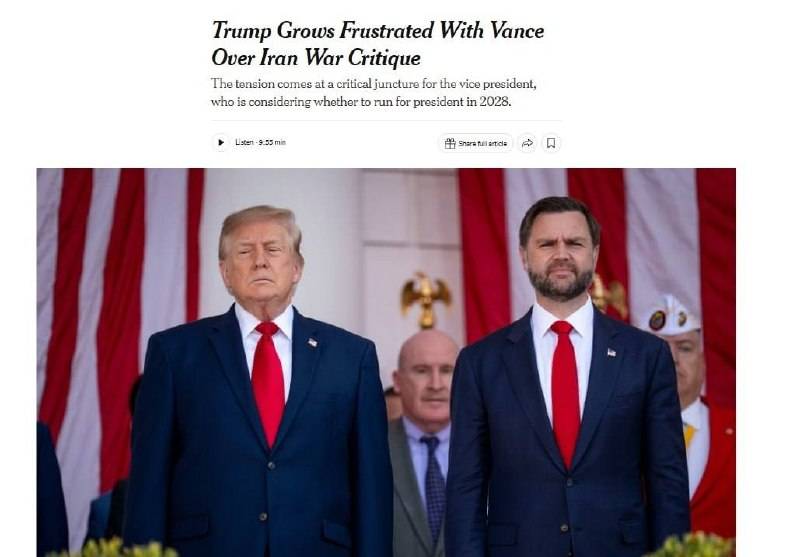 Trump Grows Frustrated With Vance
Over Iran War Critique
The tension comes at a critical juncture for the vice president,
who is considering whether to run for president in 2028.
Listen · 9:55 min
Share full article